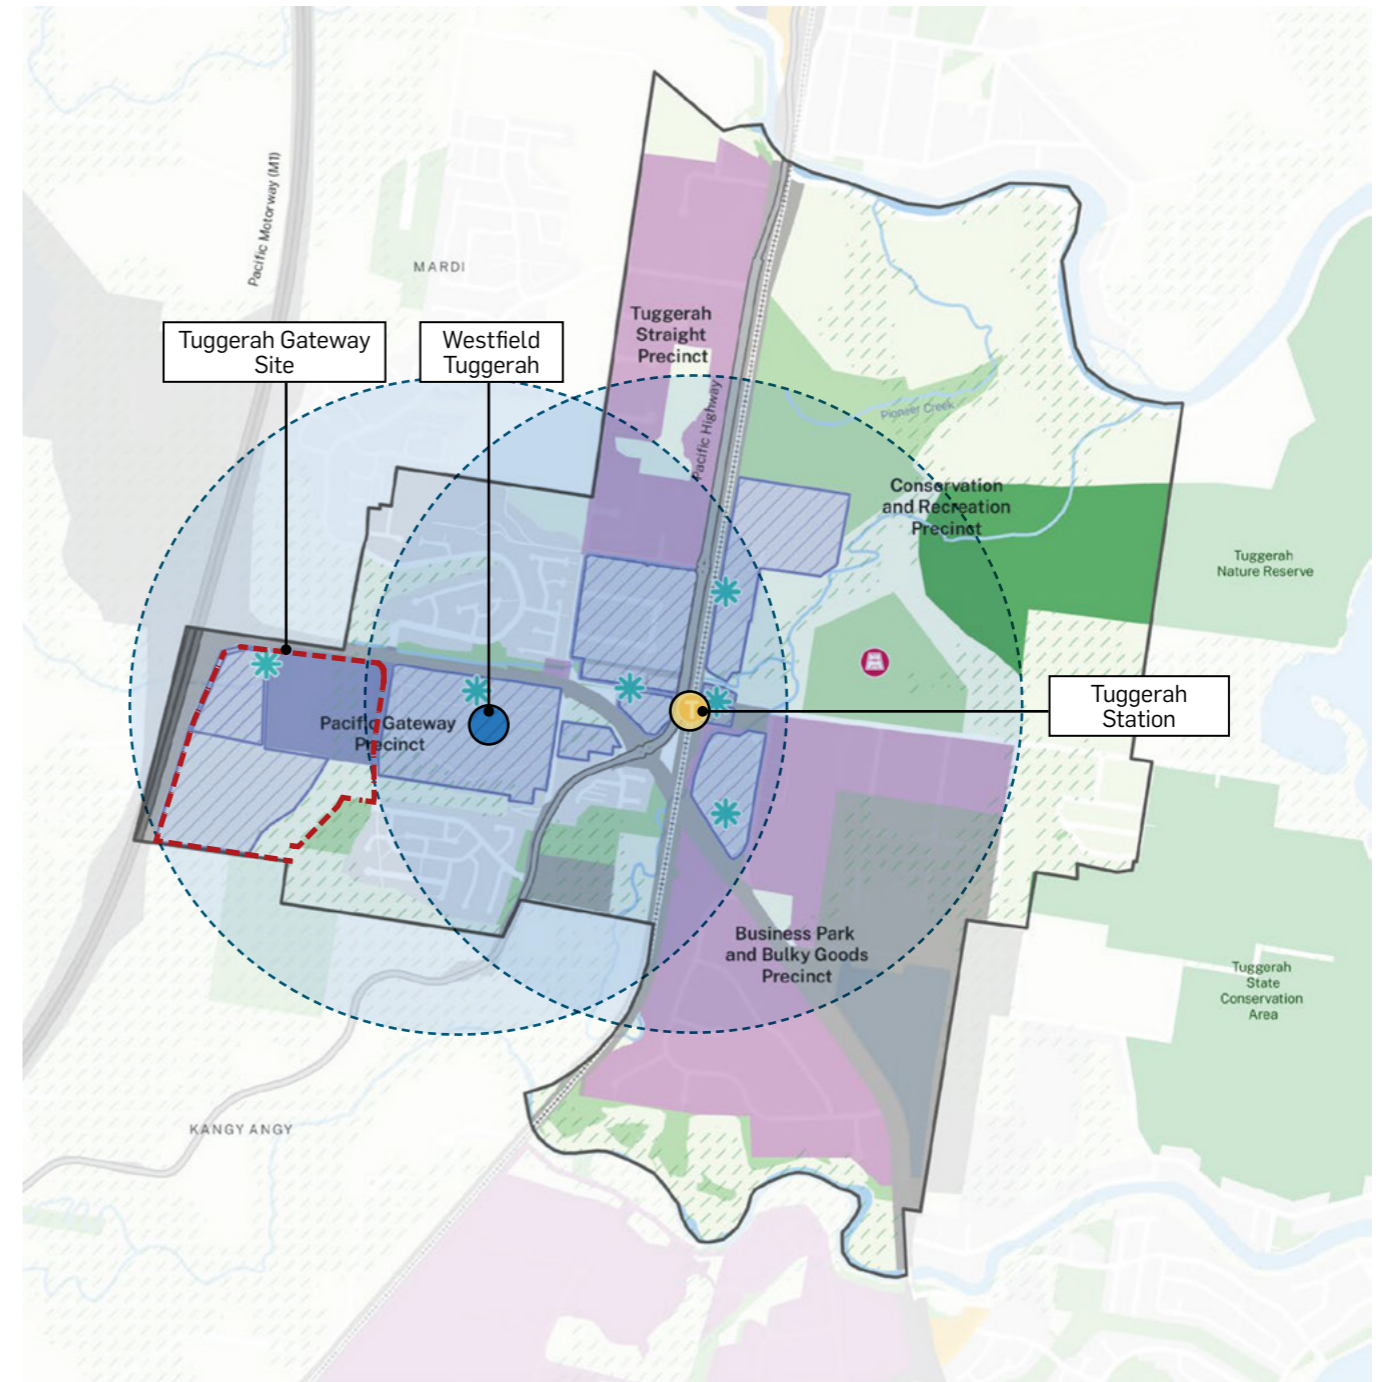 Pacific Motorway (M1)
MARDI
Tuggerah Gateway
Site
Westfield
Tuggerah
Tuggerah
Straight
Precinct
Pacific Highway
Pioneer Creek
Conservation
and Recreation
Precinct
Tuggerah
Nature Reserve
Pacific Gateway
Precinct
T
Tuggerah
Station
Business Park
and Bulky Goods
Precinct
Tuggerah
State
Conservation
Area
KANGY ANGY